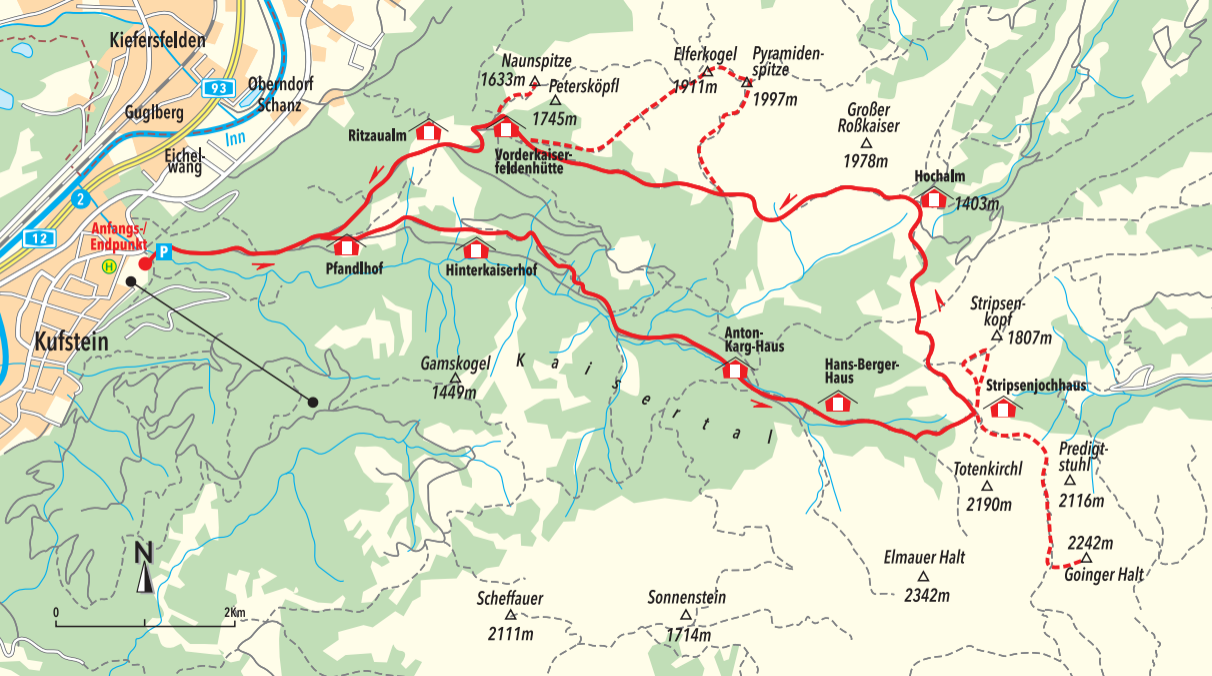 Kiefersfelden
93
Oberndorf
Schanz
Guglberg
Inn
Eichel-
wang
2
12
Anfangs-/
Endpunkt
P
H
Kufstein
Naunspitze
1633m
Petersköpfl
1745m
Elferkogel
1911m
Pyramiden-
spitze
1997m
Großer
Roßkaiser
1978m
Ritzaualm
Vorderkaiser-
feldenhütte
Hochalm
1403m
Pfandlhof
Hinterkaiserhof
Stripsen-
kopf
1807m
Anton-
Karg-Haus
Hans-Berger-
Haus
Stripsenjochhaus
Gamskogel
1449m
Kaisertal
Totenkirchl
2190m
Predigt-
stuhl
2116m
2242m
Goinger Halt
Elmauer Halt
2342m
Scheffauer
2111m
Sonnenstein
1714m
N
0
2Km